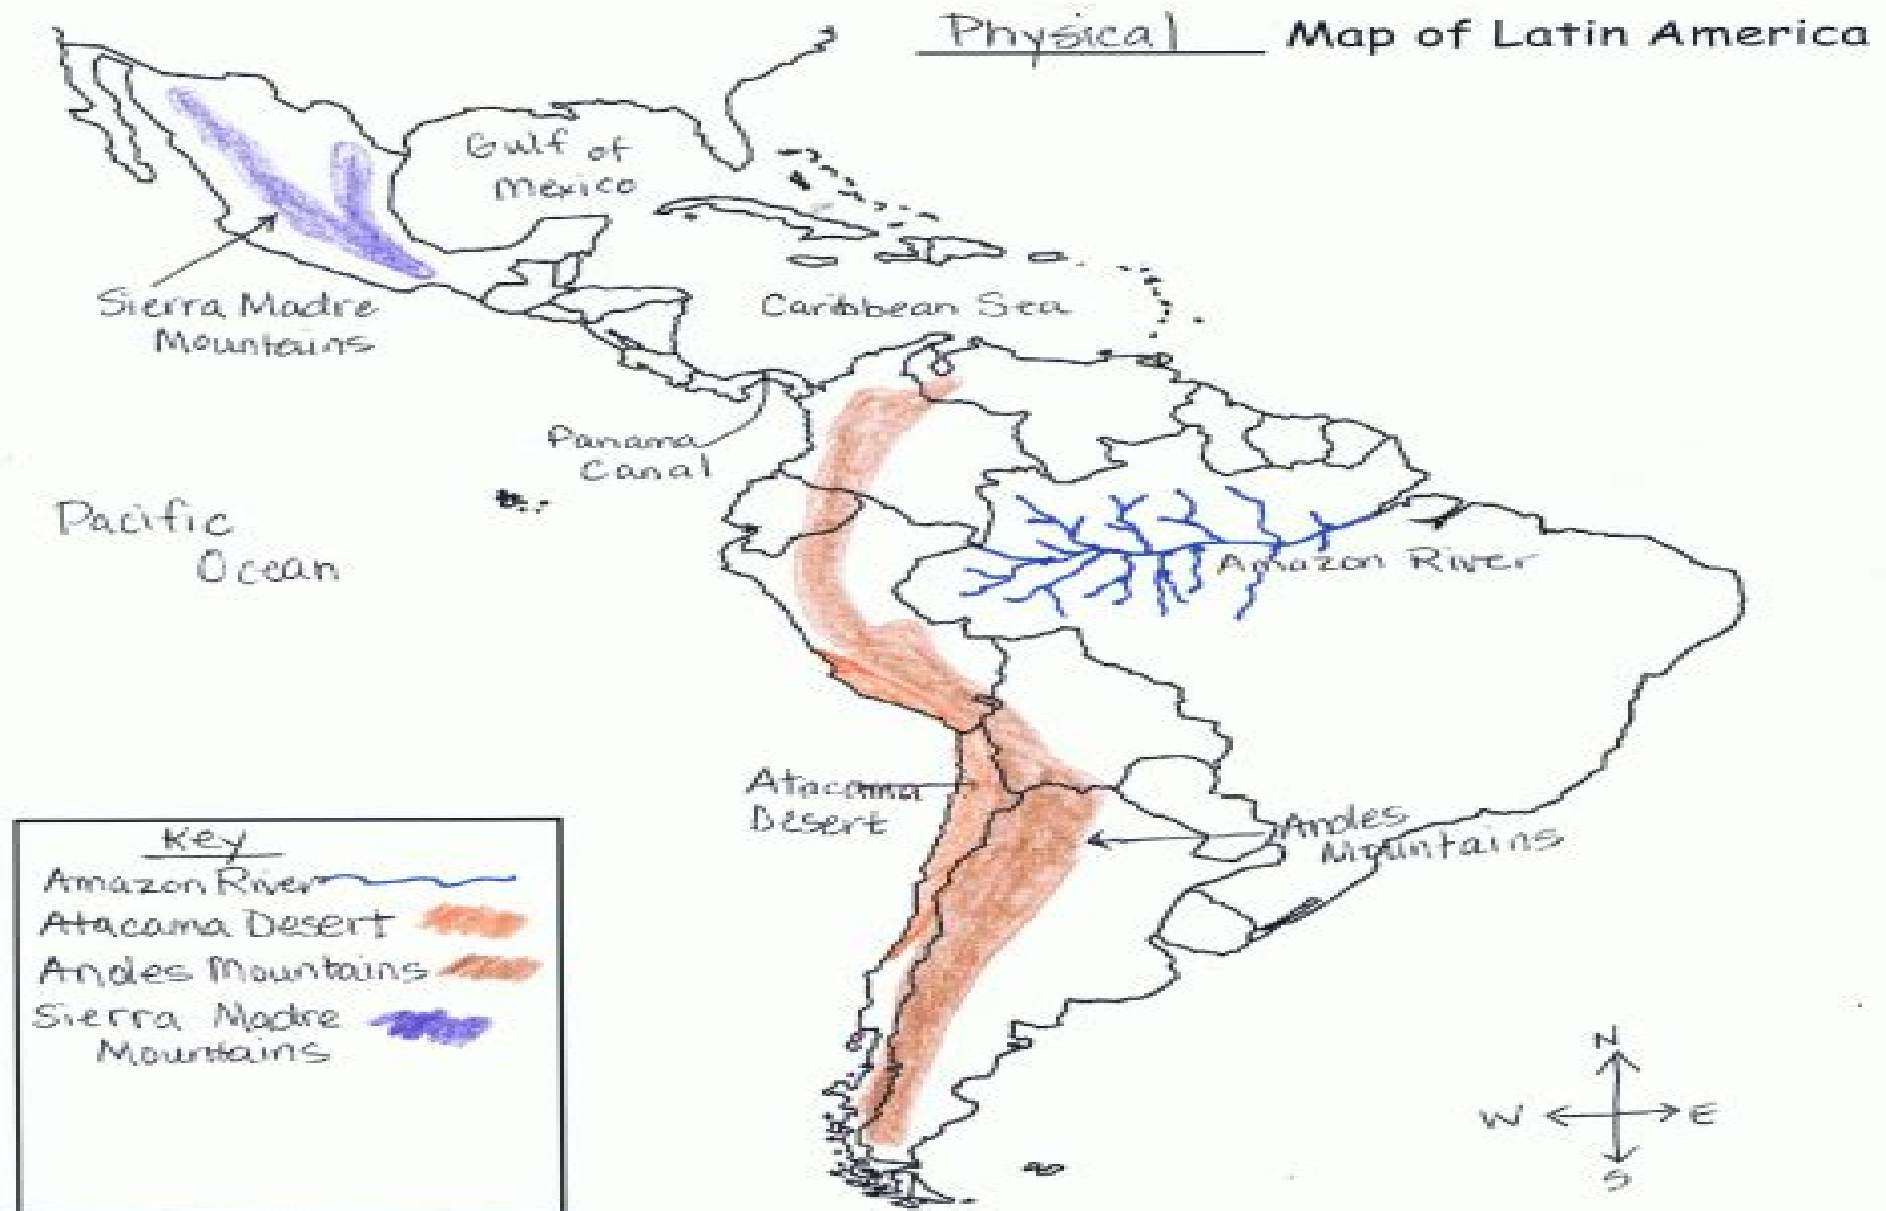 Physical Map of Latin America
Gulf of
Mexico
Sierra Madre
Mountains
Caribbean Sea
Panama
Canal
Pacific
Ocean
Amazon River
Atacama
Desert
Andes
Mountains
Key
Amazon River
Atacama Desert
Andes Mountains
Sierra Madre
Mountains
N
W E
S